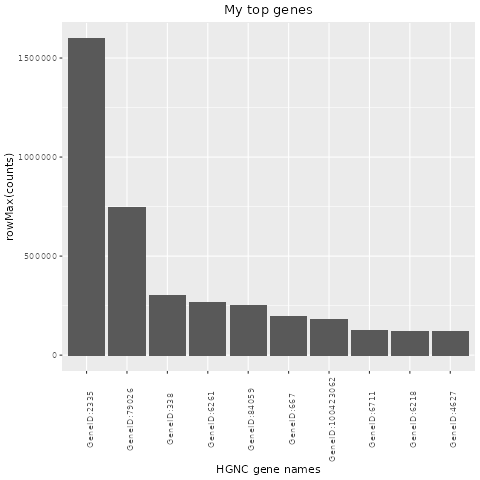 My top genes
rowMax(counts)
1500000
1000000
500000
0
GeneID:2335
GeneID:79026
GeneID:338
GeneID:6261
GeneID:84059
GeneID:667
GeneID:100423062
GeneID:6711
GeneID:6218
GeneID:4627
HGNC gene names